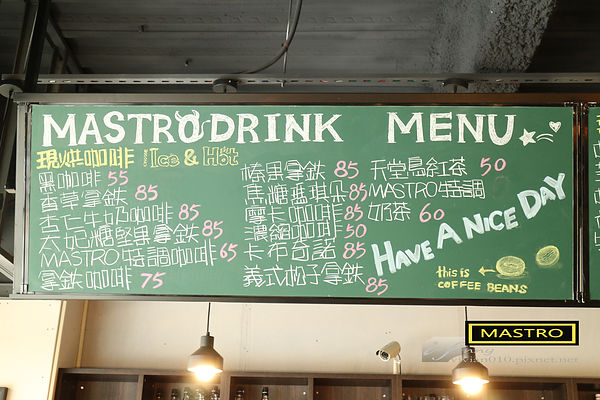 MASTRO DRINK MENU
現烘咖啡 Ice & Hot
黑咖啡 55
香草拿鐵 85
杏仁牛奶咖啡 85
太妃糖堅果拿鐵 85
MASTRO特調咖啡 65
拿鐵咖啡 75
榛果拿鐵 85
焦糖瑪琪朵 85
摩卡咖啡 85
濃縮咖啡 50
卡布奇諾 85
義式柚子拿鐵 85
天堂鳥紅茶 50
MASTRO特調
奶茶 60
HAVE A NICE DAY
this is
COFFEE BEANS
MASTRO